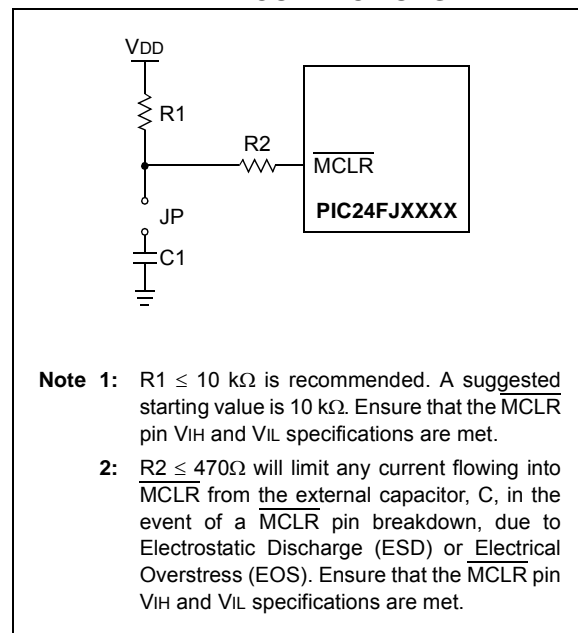 VDD
R1
R2
MCLR
PIC24FJXXXX
JP
C1
Note 1: R1 ≤ 10 kΩ is recommended. A suggested
starting value is 10 kΩ. Ensure that the MCLR
pin VIH and VIL specifications are met.
2: R2 ≤ 470Ω will limit any current flowing into
MCLR from the external capacitor, C, in the
event of a MCLR pin breakdown, due to
Electrostatic Discharge (ESD) or Electrical
Overstress (EOS). Ensure that the MCLR pin
VIH and VIL specifications are met.